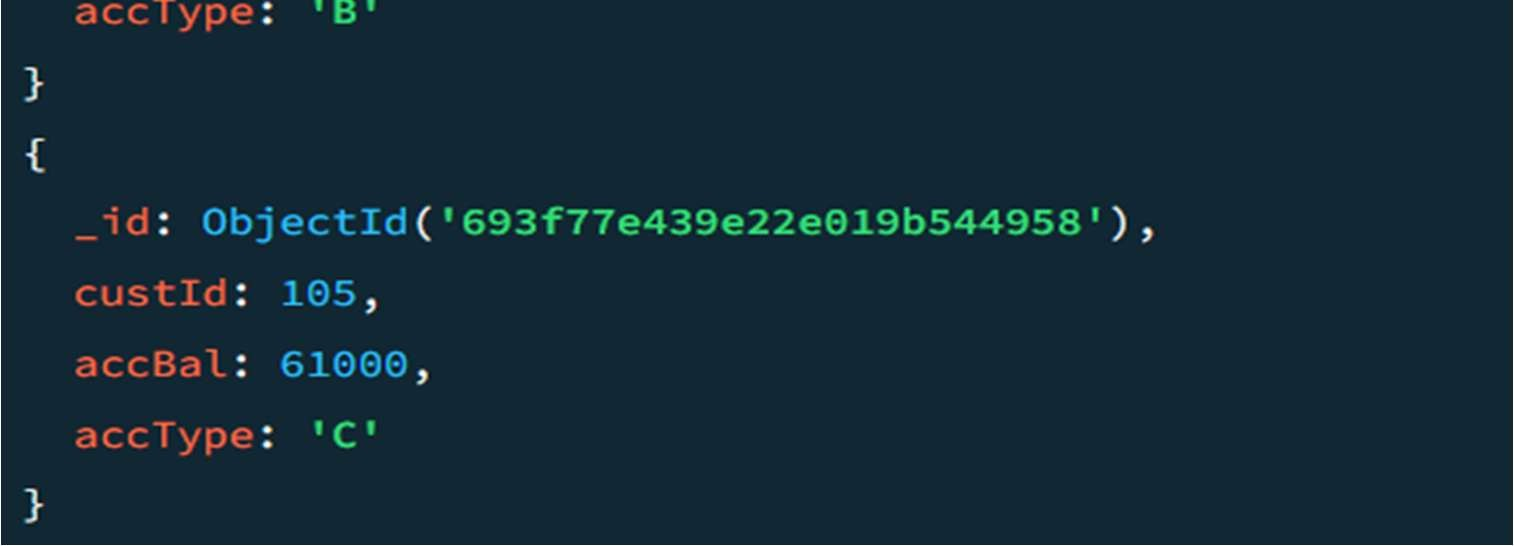 accType: 'B'
}
{
_id: ObjectId('693f77e439e22e019b544958'),
custId: 105,
accBal: 61000,
accType: 'C'
}